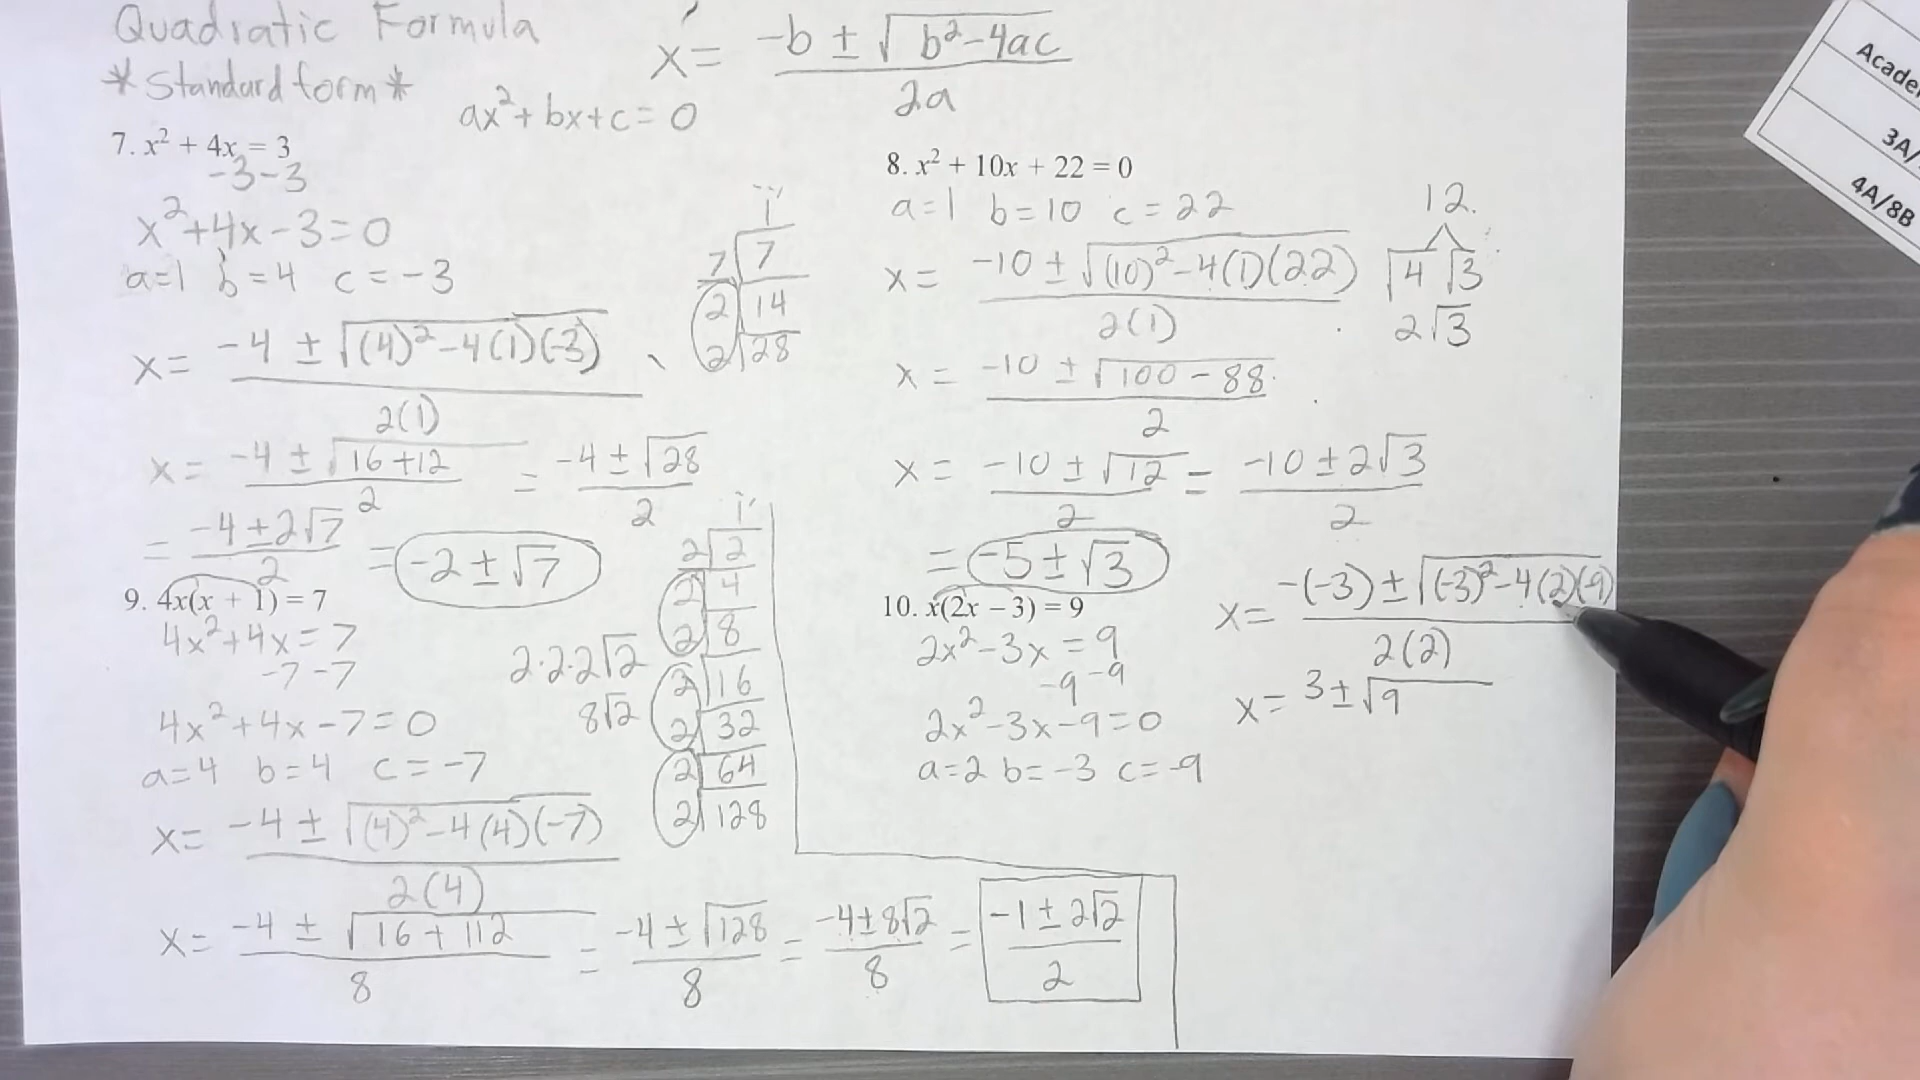 Quadratic Formula
x = (-b ± √(b² - 4ac)) / 2a
*Standard form*
ax² + bx + c = 0
7. x² + 4x = 3
-3 -3
x² + 4x - 3 = 0
a=1 b=4 c=-3
x = (-4 ± √((4)² - 4(1)(-3))) / 2(1)
x = (-4 ± √(16+12)) / 2 = (-4 ± √28) / 2
= (-4 ± 2√7) / 2 = -2 ± √7
1
7 7
2 14
2 28
8. x² + 10x + 22 = 0
a=1 b=10 c=22
x = (-10 ± √((10)² - 4(1)(22))) / 2(1)
x = (-10 ± √(100 - 88)) / 2
x = (-10 ± √12) / 2 = (-10 ± 2√3) / 2
= -5 ± √3
12
√4 √3
2√3
9. 4x(x + 1) = 7
4x² + 4x = 7
-7 -7
4x² + 4x - 7 = 0
a=4 b=4 c=-7
x = (-4 ± √((4)² - 4(4)(-7))) / 2(4)
x = (-4 ± √(16 + 112)) / 8 = (-4 ± √128) / 8 = (-4 ± 8√2) / 8 = (-1 ± 2√2) / 2
2·2·2√2
8√2
1
2 2
2 4
2 8
2 16
2 32
2 64
2 128
10. x(2x − 3) = 9
2x² - 3x = 9
-9 -9
2x² - 3x - 9 = 0
a=2 b=-3 c=-9
x = (-(-3) ± √((-3)² - 4(2)(-9))) / 2(2)
x = 3 ± √9
3A/
4A/8B